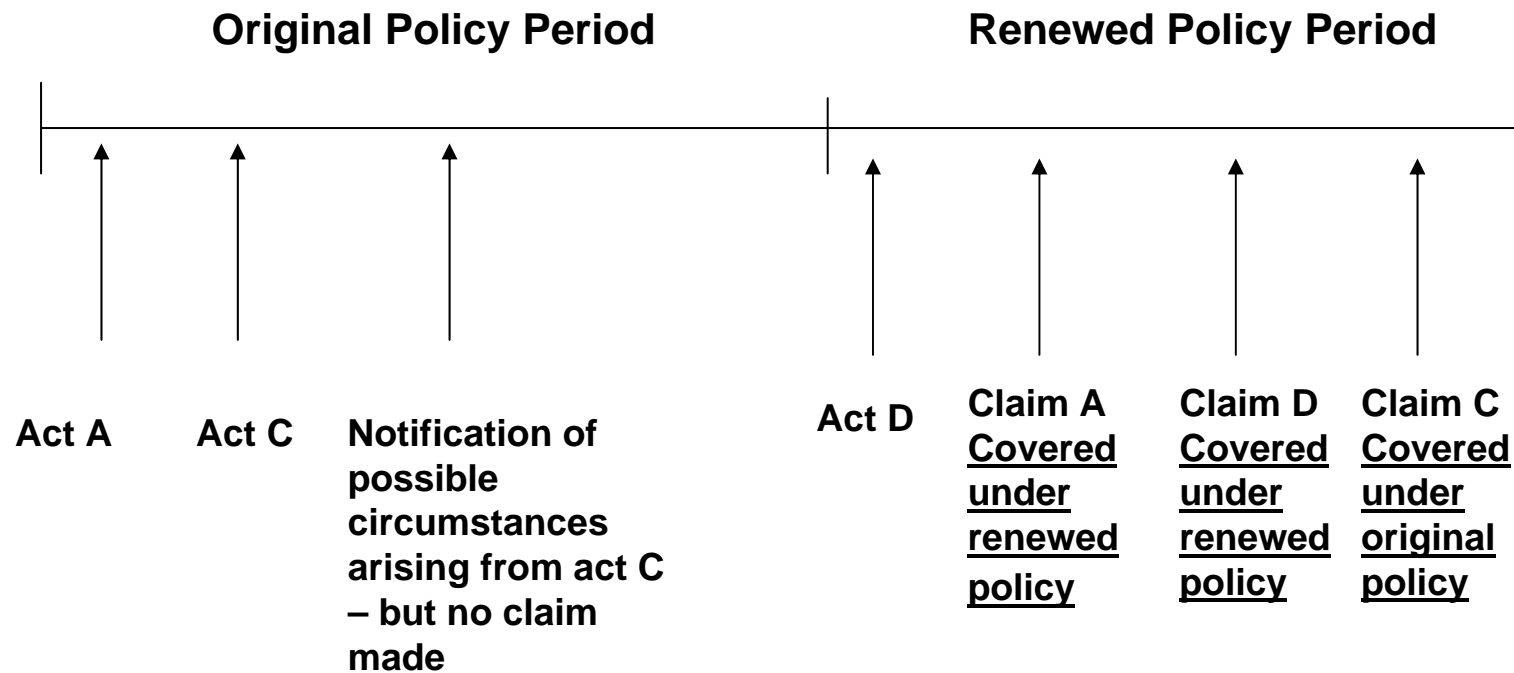 Original Policy Period
Renewed Policy Period
Act A
Act C
Notification of
possible
circumstances
arising from act C
– but no claim
made
Act D
Claim A
Covered
under
renewed
policy
Claim D
Covered
under
renewed
policy
Claim C
Covered
under
original
policy